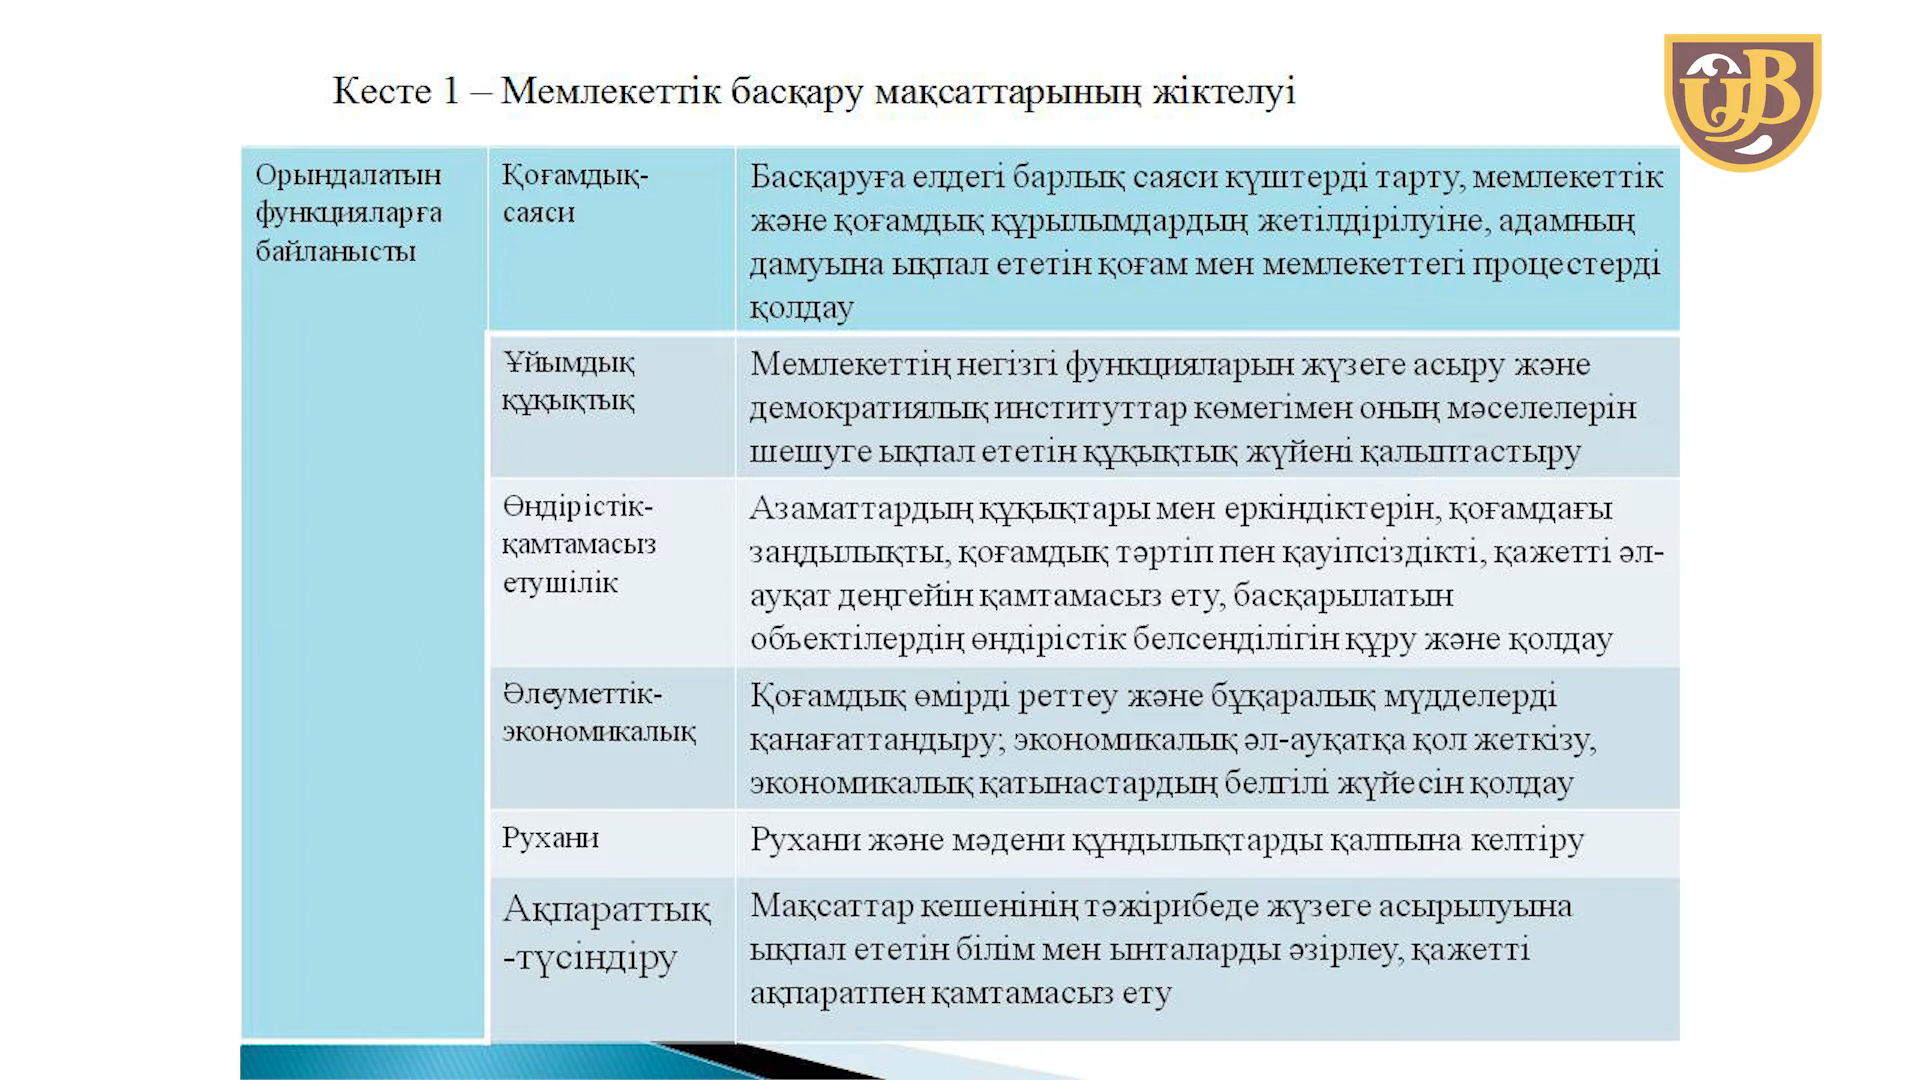 Кесте 1 – Мемлекеттік басқару мақсаттарының жіктелуі
Орындалатын
функцияларға
байланысты
Қоғамдық-
саяси
Басқаруға елдегі барлық саяси күштерді тарту, мемлекеттік
және қоғамдық құрылымдардың жетілдірілуіне, адамның
дамуына ықпал ететін қоғам мен мемлекеттегі процестерді
қолдау
Ұйымдық
құқықтық
Мемлекеттің негізгі функцияларын жүзеге асыру және
демократиялық институттар көмегімен оның мәселелерін
шешуге ықпал ететін құқықтық жүйені қалыптастыру
Өндірістік-
қамтамасыз
етушілік
Азаматтардың құқықтары мен еркіндіктерін, қоғамдағы
заңдылықты, қоғамдық тәртіп пен қауіпсіздікті, қажетті әл-
ауқат деңгейін қамтамасыз ету, басқарылатын
объектілердің өндірістік белсенділігін құру және қолдау
Әлеуметтік-
экономикалық
Қоғамдық өмірді реттеу және бұқаралық мүдделерді
қанағаттандыру; экономикалық әл-ауқатқа қол жеткізу,
экономикалық қатынастардың белгілі жүйесін қолдау
Рухани
Рухани және мәдени құндылықтарды қалпына келтіру
Ақпараттық
-түсіндіру
Мақсаттар кешенінің тәжірибеде жүзеге асырылуына
ықпал ететін білім мен ынталарды әзірлеу, қажетті
ақпаратпен қамтамасыз ету